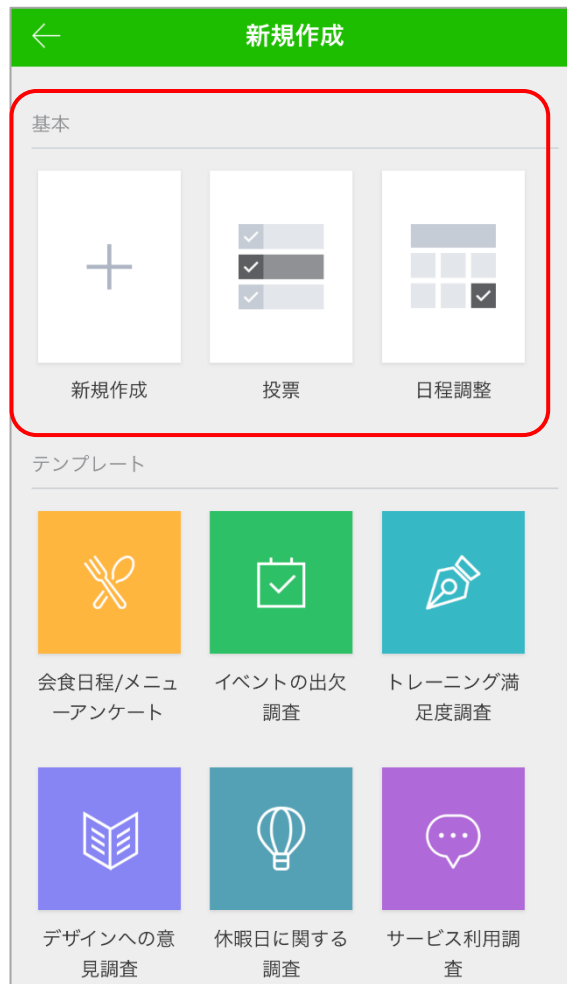 新規作成
基本
新規作成
投票
日程調整
テンプレート
会食日程/メニュ
ーアンケート
イベントの出欠
調査
トレーニング満
足度調査
デザインへの意
見調査
休暇日に関する
調査
サービス利用調
査